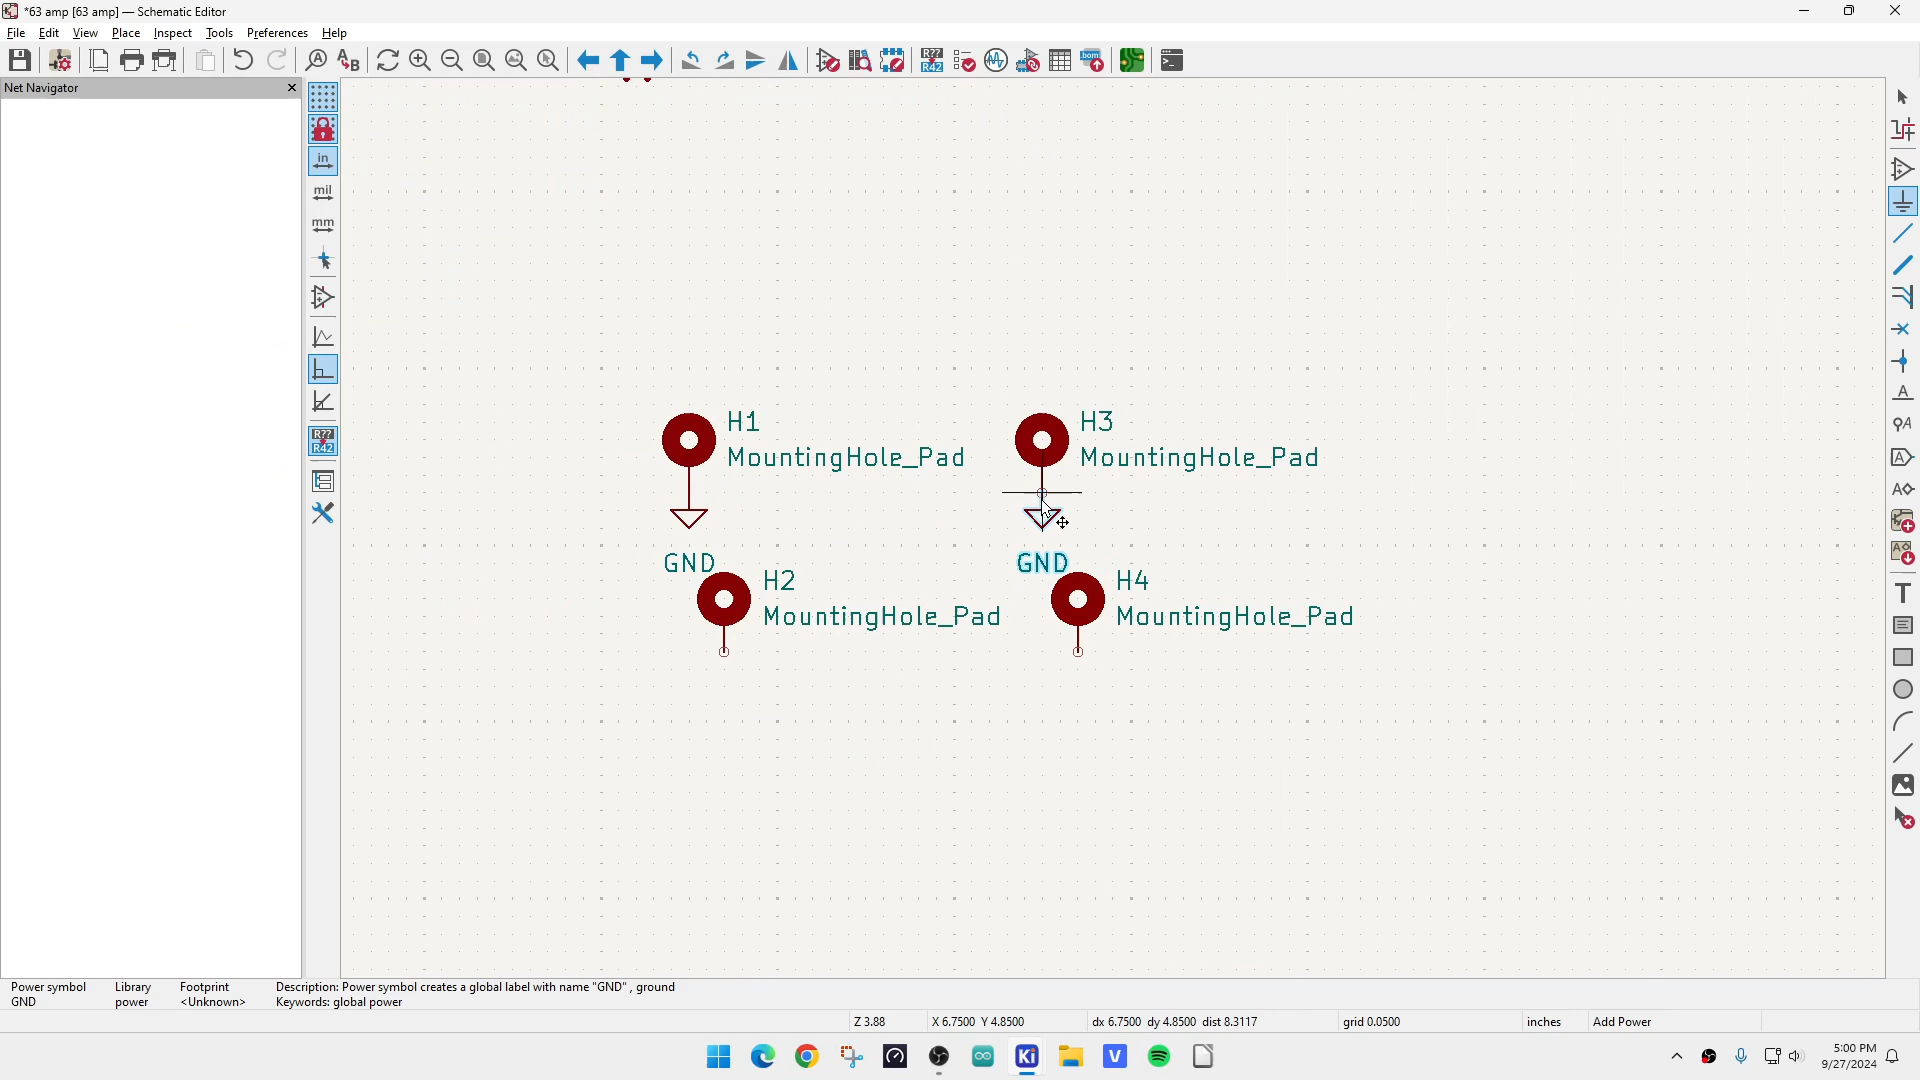 *63 amp [63 amp] — Schematic Editor
File Edit View Place Inspect Tools Preferences Help
Net Navigator
in
mil
mm
R??
R42
R??
R42
bom
H1
MountingHole_Pad
H3
MountingHole_Pad
GND
GND
H2
MountingHole_Pad
H4
MountingHole_Pad
Power symbol Library Footprint Description: Power symbol creates a global label with name "GND" , ground
GND power <Unknown> Keywords: global power
Z 3.88 X 6.7500 Y 4.8500 dx 6.7500 dy 4.8500 dist 8.3117 grid 0.0500 inches Add Power
Ki
V
5:00 PM
9/27/2024